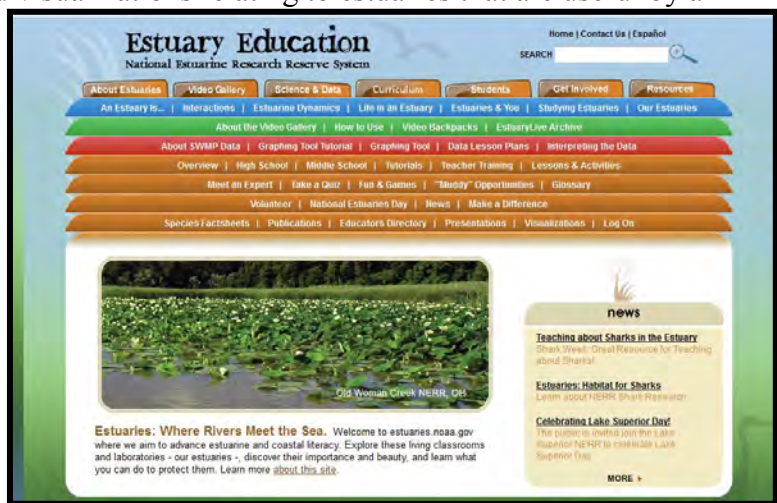 Estuary Education
National Estuarine Research Reserve System
Home | Contact Us | Español
SEARCH
About Estuaries Video Gallery Science & Data Curriculum Students Get Involved Resources
An Estuary Is... | Interactions | Estuarine Dynamics | Life in an Estuary | Estuaries & You | Studying Estuaries | Our Estuaries
About the Video Gallery | How to Use | Video Backpacks | EstuaryLive Archive
About SWMP Data | Graphing Tool Tutorial | Graphing Tool | Data Lesson Plans | Interpreting the Data
Overview | High School | Middle School | Tutorials | Teacher Training | Lessons & Activities
Meet an Expert | Take a Quiz | Fun & Games | "Muddy" Opportunities | Glossary
Volunteer | National Estuaries Day | News | Make a Difference
Species Factsheets | Publications | Educators Directory | Presentations | Visualizations | Log On
Old Woman Creek NERR, OH
Estuaries: Where Rivers Meet the Sea. Welcome to estuaries.noaa.gov
where we aim to advance estuarine and coastal literacy. Explore these living classrooms
and laboratories - our estuaries -, discover their importance and beauty, and learn what
you can do to protect them. Learn more about this site.
news
Teaching about Sharks in the Estuary
Shark Week: Great Resource for Teaching
about Sharks!
Estuaries: Habitat for Sharks
Learn about NERR Shark Research
Celebrating Lake Superior Day!
The public is invited join the Lake
Superior NERR to celebrate Lake
Superior Day
MORE